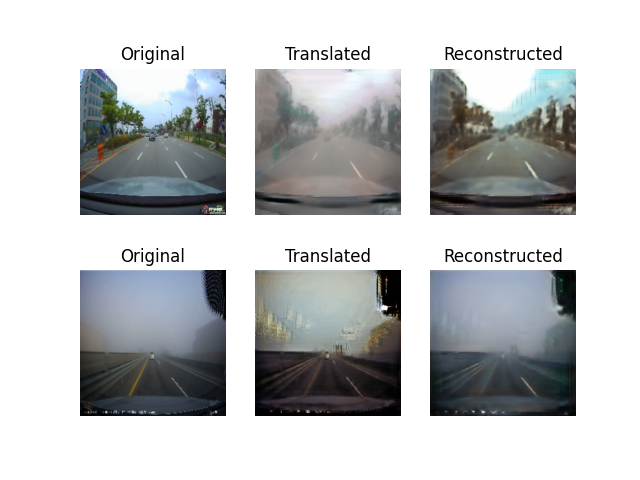 Original
Translated
Reconstructed
Original
Translated
Reconstructed